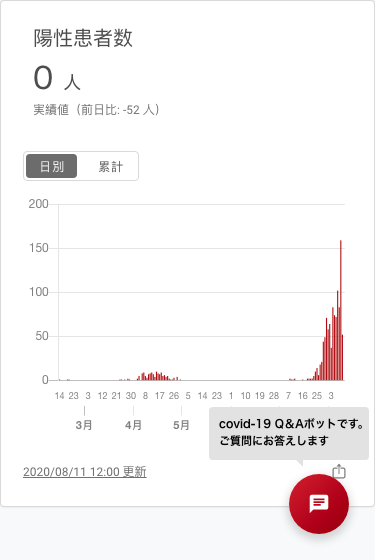 陽性患者数
0 人
実績値（前日比: -52 人）
日別 累計
200
150
100
50
0
14 23 3 12 21 30 8 17 26 5 14 23 1 10 19 28 7 16 25 3
3月 4月 5月
covid-19 Q&Aボットです。
ご質問にお答えします
2020/08/11 12:00 更新